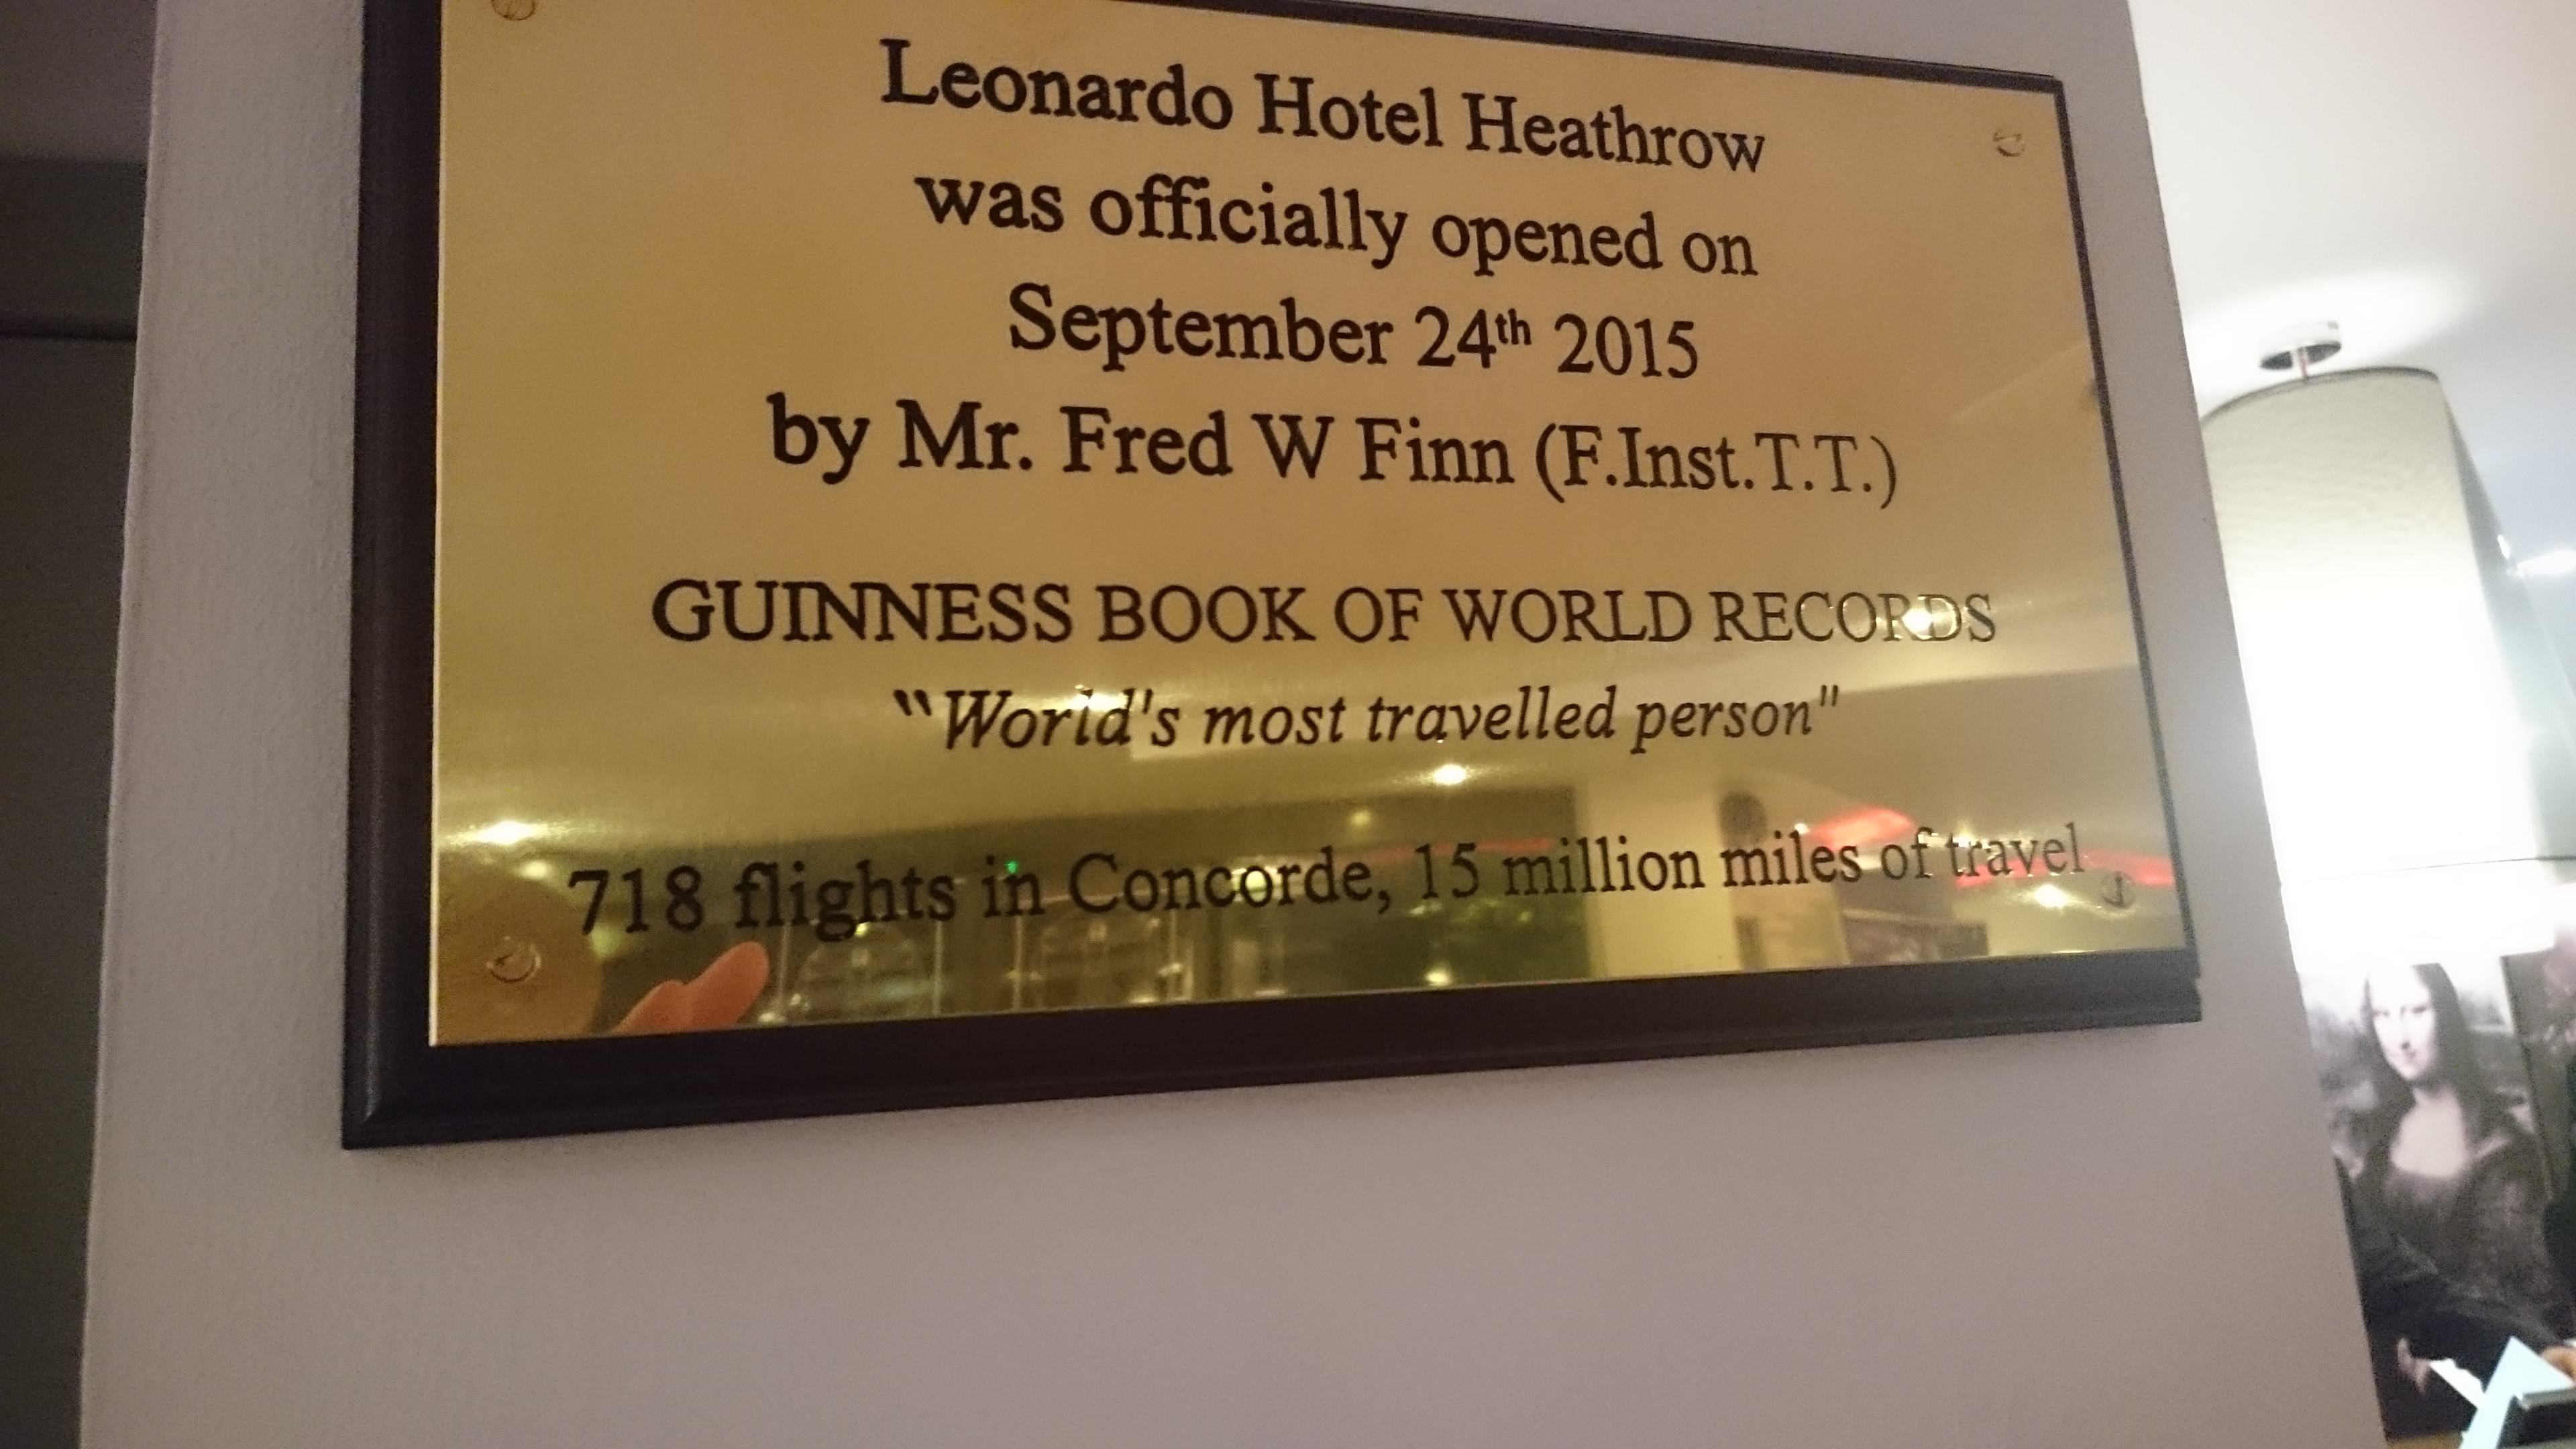 Leonardo Hotel Heathrow
was officially opened on
September 24th 2015
by Mr. Fred W Finn (F.Inst.T.T.)
GUINNESS BOOK OF WORLD RECORDS
"World's most travelled person"
718 flights in Concorde, 15 million miles of travel